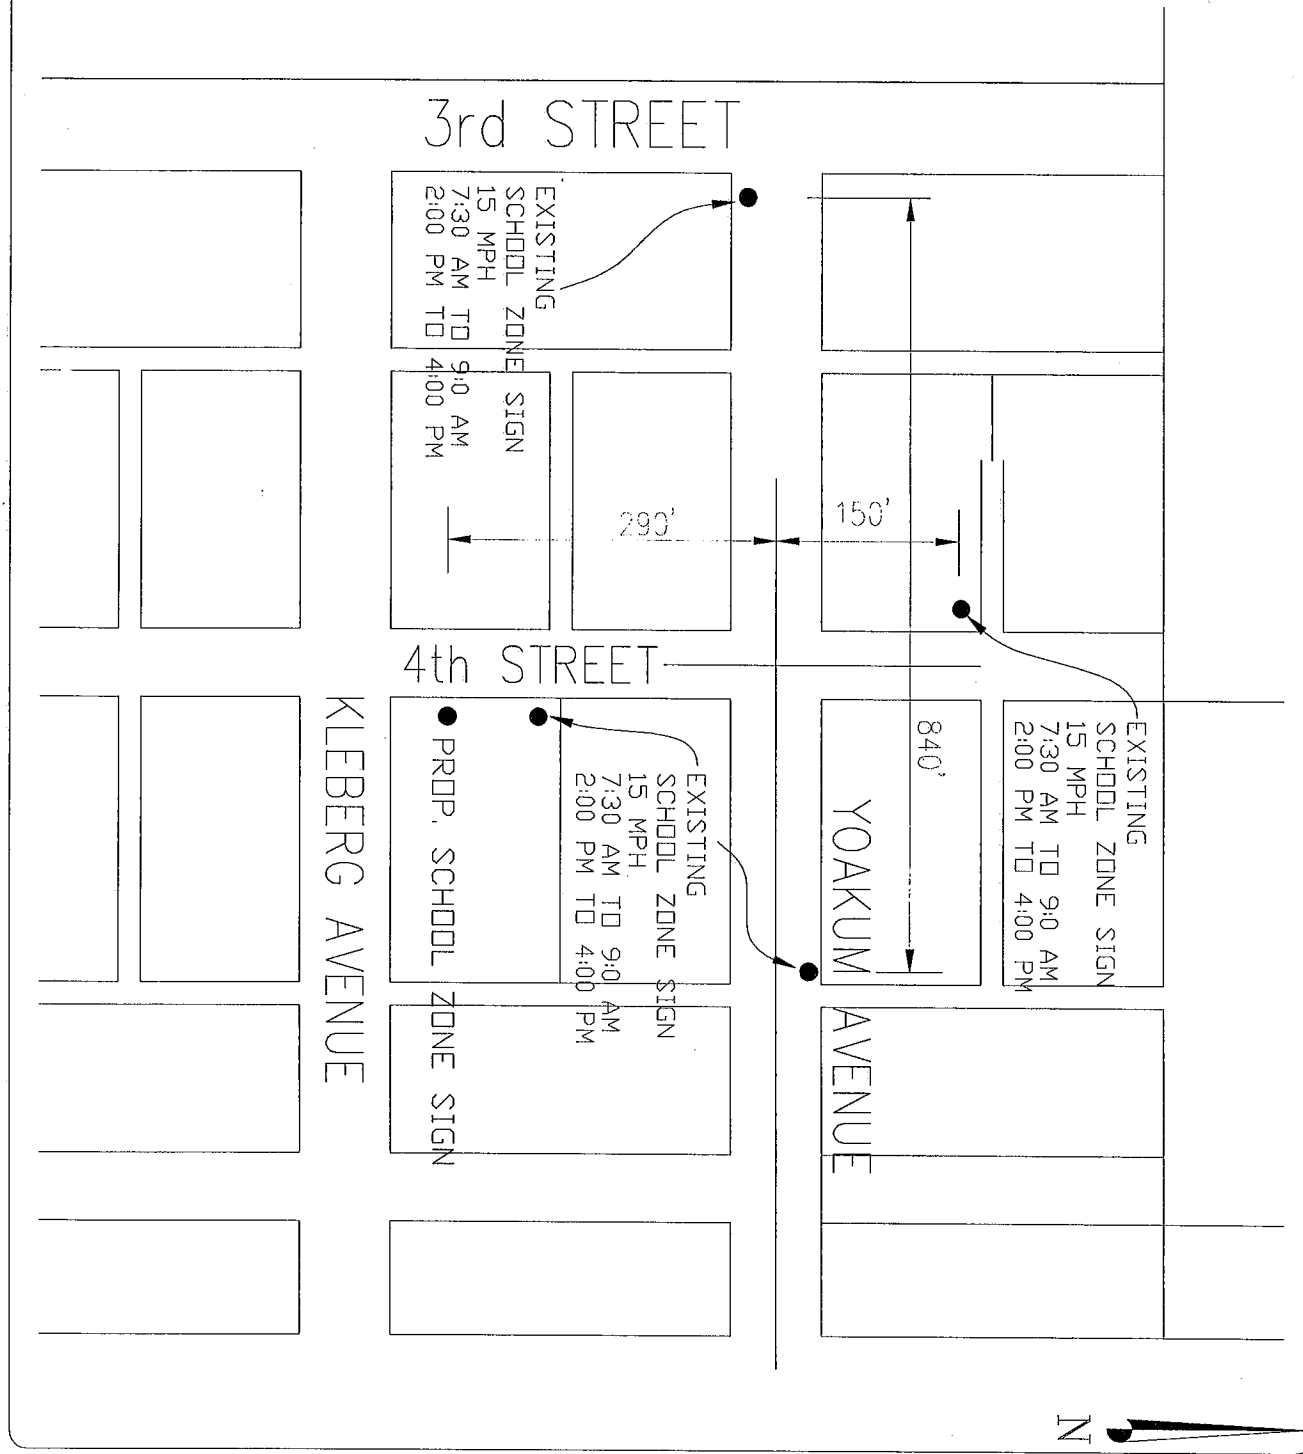 3rd STREET
EXISTING
SCHOOL ZONE SIGN
15 MPH
7:30 AM TO 9:0 AM
2:00 PM TO 4:00 PM
290'
150'
4th STREET
840'
EXISTING
SCHOOL ZONE SIGN
15 MPH
7:30 AM TO 9:0 AM
2:00 PM TO 4:00 PM
EXISTING
SCHOOL ZONE SIGN
15 MPH
7:30 AM TO 9:0 AM
2:00 PM TO 4:00 PM
YOAKUM AVENUE
PROP. SCHOOL ZONE SIGN
KLEBERG AVENUE
N